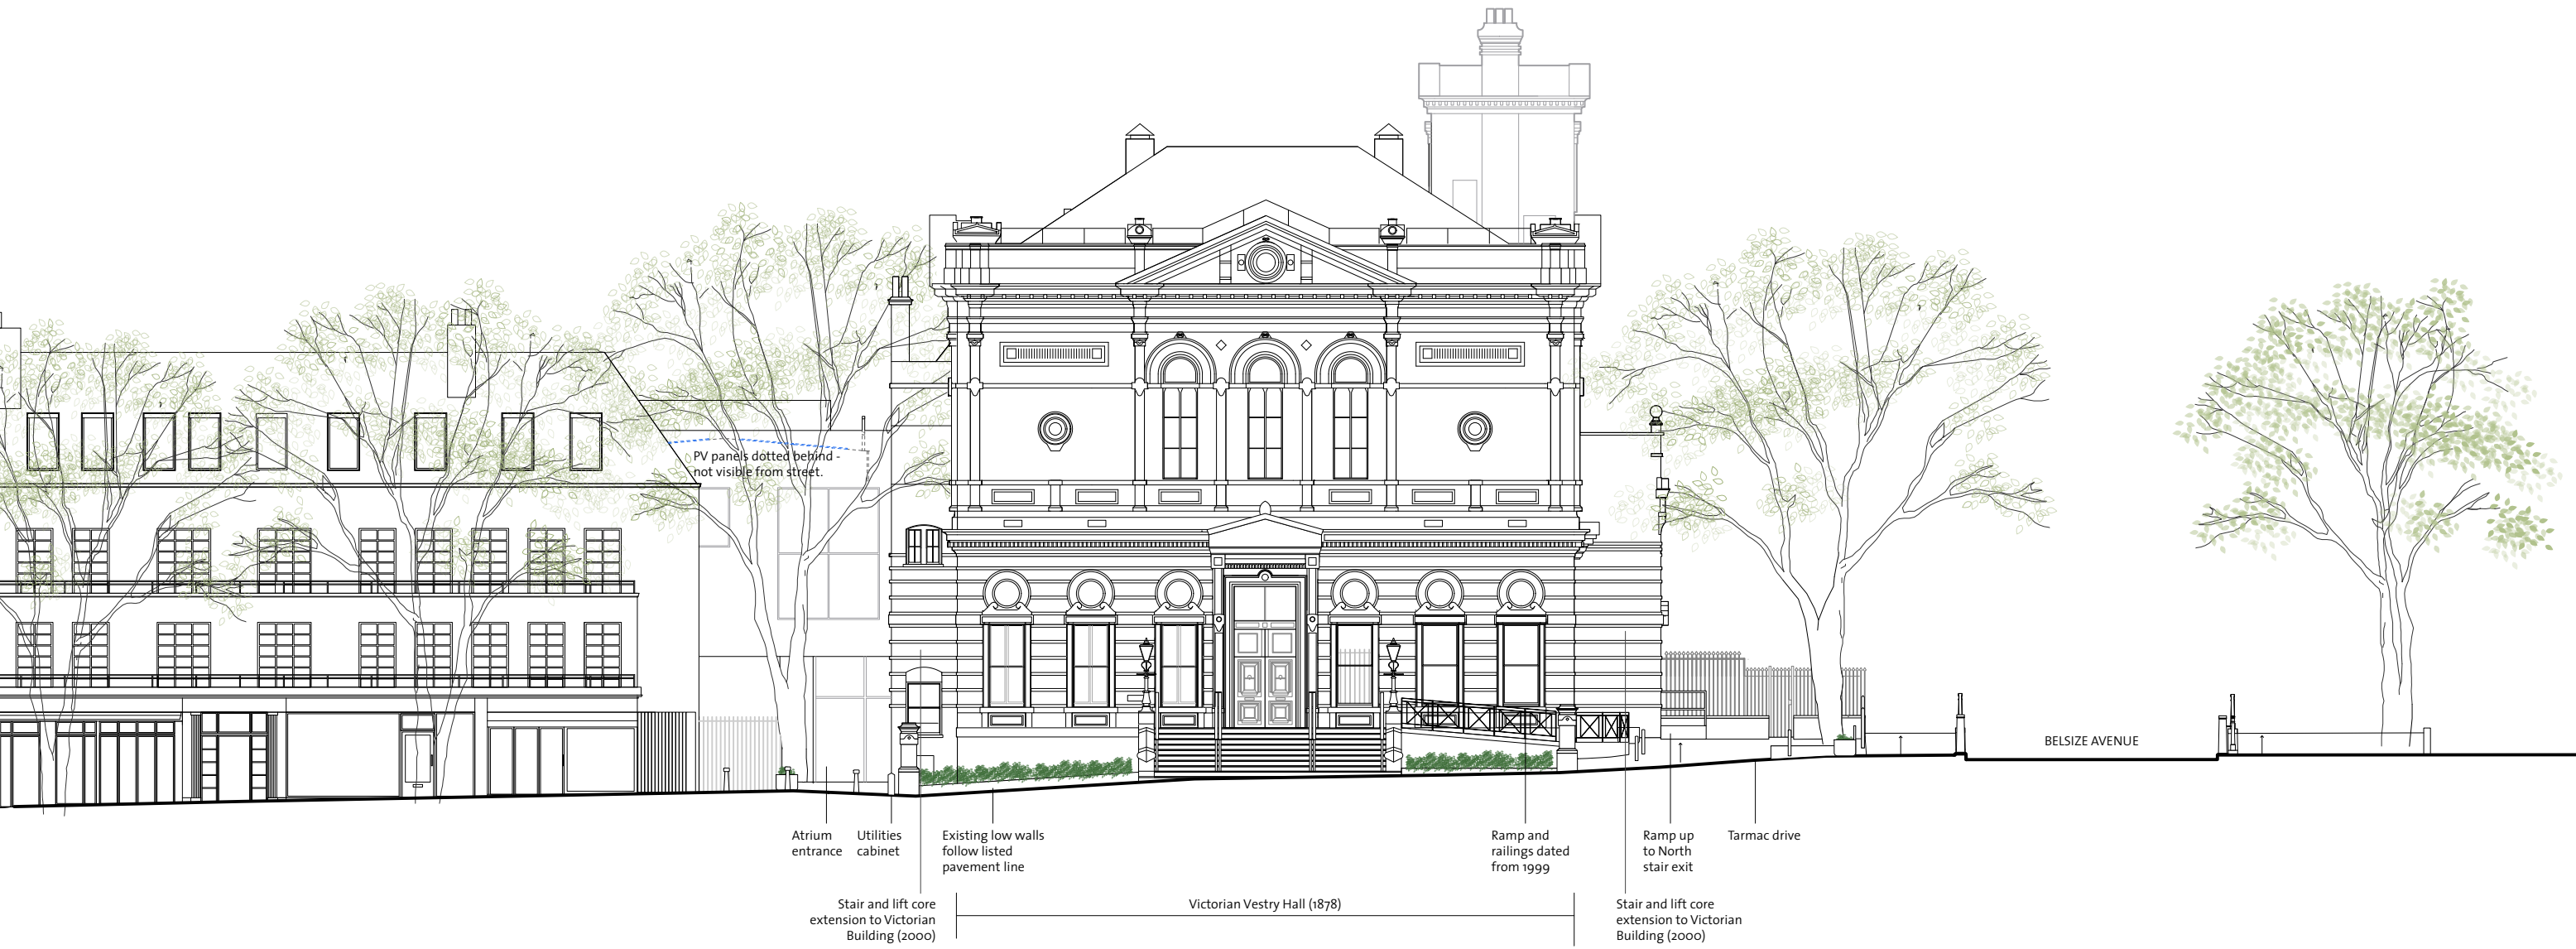 PV panels dotted behind -
not visible from street.
BELSIZE AVENUE
Atrium
entrance
Utilities
cabinet
Existing low walls
follow listed
pavement line
Ramp and
railings dated
from 1999
Ramp up
to North
stair exit
Tarmac drive
Stair and lift core
extension to Victorian
Building (2000)
Victorian Vestry Hall (1878)
Stair and lift core
extension to Victorian
Building (2000)